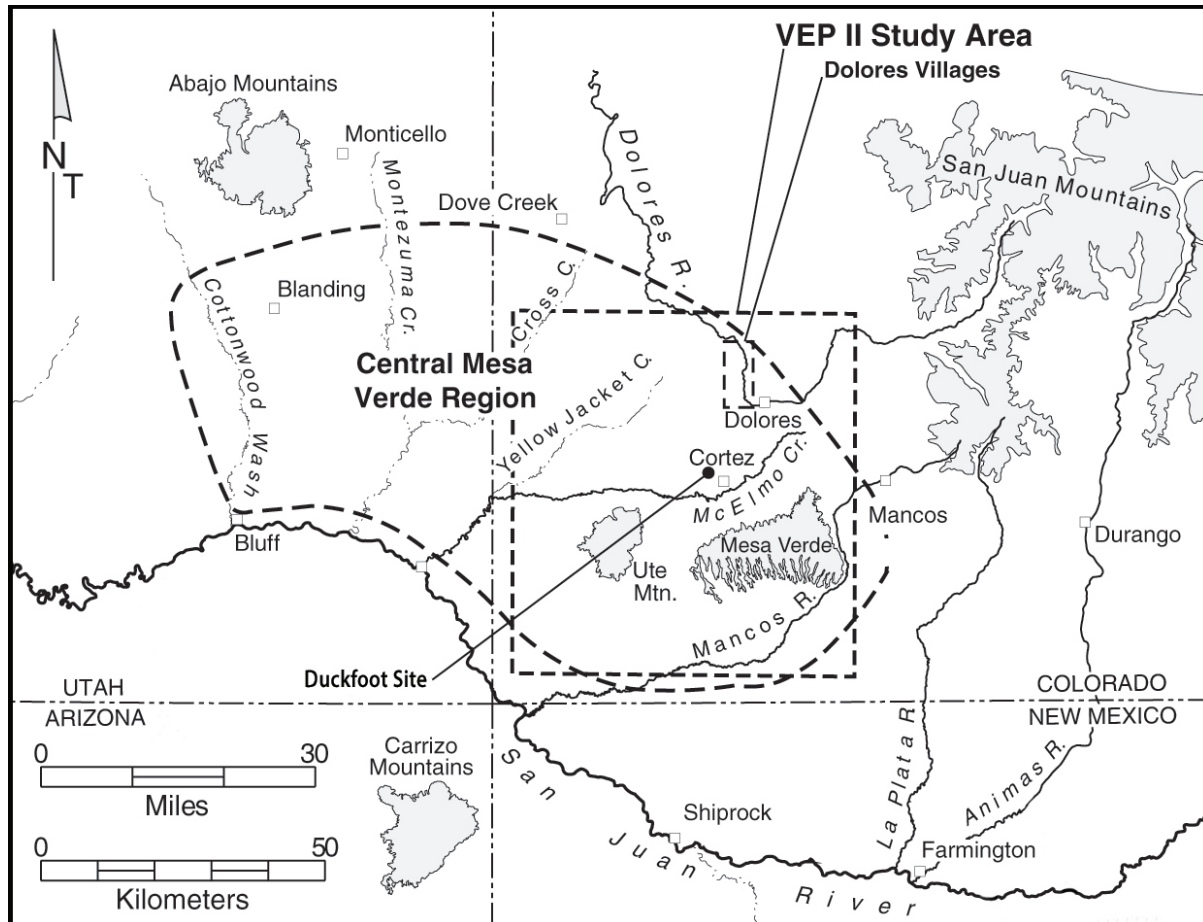 VEP II Study Area
Dolores Villages
Abajo Mountains
Monticello
N
T
Dolores R.
San Juan
Mountains
Dove Creek
Montezuma Cr.
Cross C.
Cottonwood Wash
Blanding
Central Mesa
Verde Region
Yellow Jacket C.
Dolores
Cortez
McElmo Cr.
Mancos
Bluff
Ute
Mtn.
Mesa Verde
Durango
Mancos R.
Duckfoot Site
UTAH
ARIZONA
COLORADO
NEW MEXICO
0 30
Miles
0 50
Kilometers
Carrizo
Mountains
San Juan River
Shiprock
La Plata R.
Animas R.
Farmington